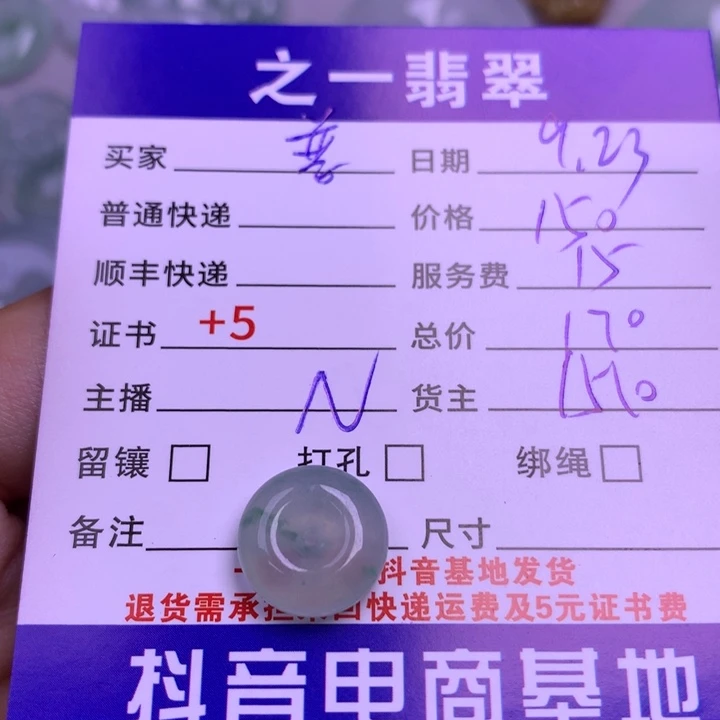 之一翡翠
买家 普 日期 9.23
普通快递 价格 150
顺丰快递 服务费 15
证书 +5 总价 170
主播 N 货主
留镶 打孔 绑绳
备注 尺寸
抖音基地发货
退货需承担来回快递运费及5元证书费
抖音电商基地